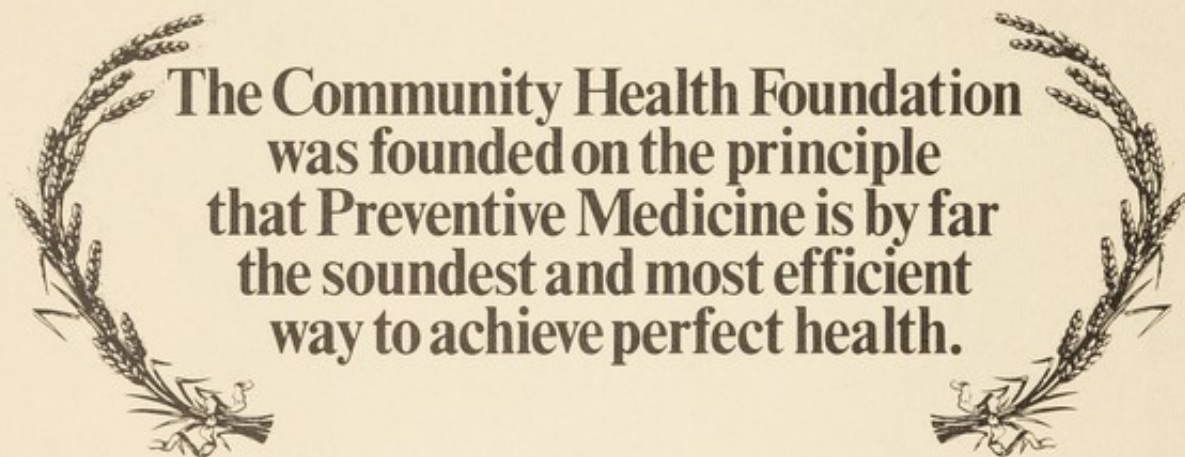 The Community Health Foundation
was founded on the principle
that Preventive Medicine is by far
the soundest and most efficient
way to achieve perfect health.